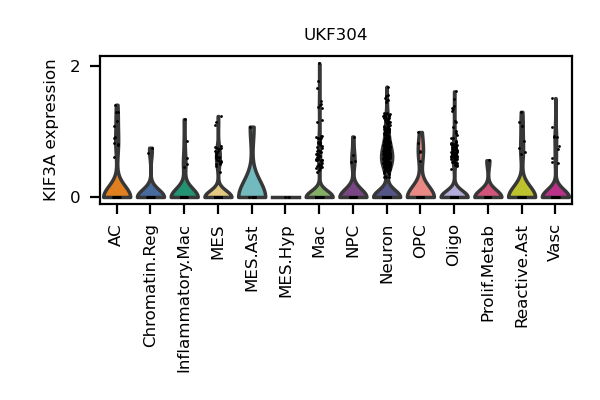 UKF304
KIF3A expression
2
0
AC
Chromatin.Reg
Inflammatory.Mac
MES
MES.Ast
MES.Hyp
Mac
NPC
Neuron
OPC
Oligo
Prolif.Metab
Reactive.Ast
Vasc